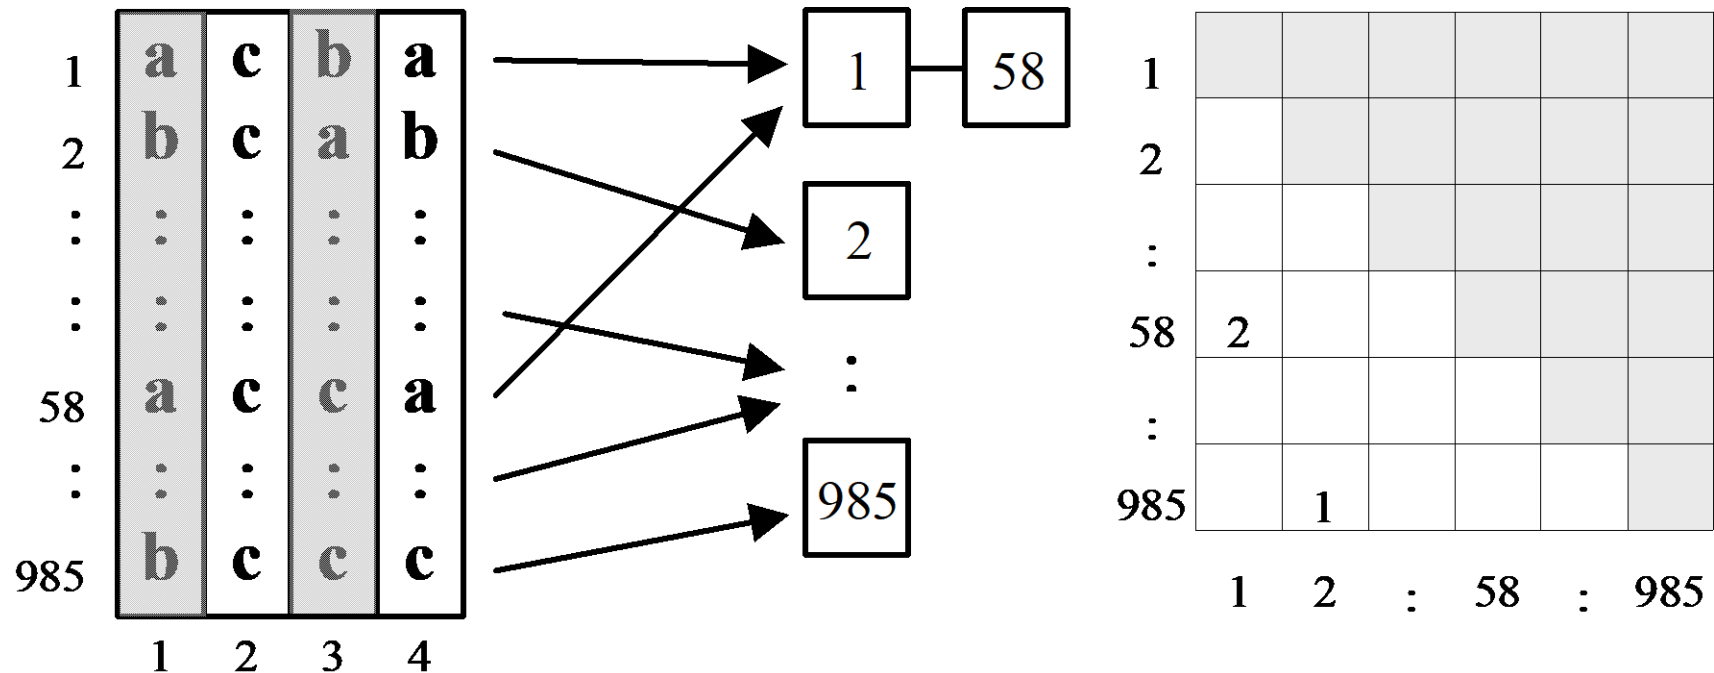 1 a c b a
2 b c a b
: : : : :
: : : : :
58 a c c a
: : : : :
985 b c c c
1 2 3 4
1 58
2
:
985
1
2
:
58 2
:
985 1
1 2 : 58 : 985